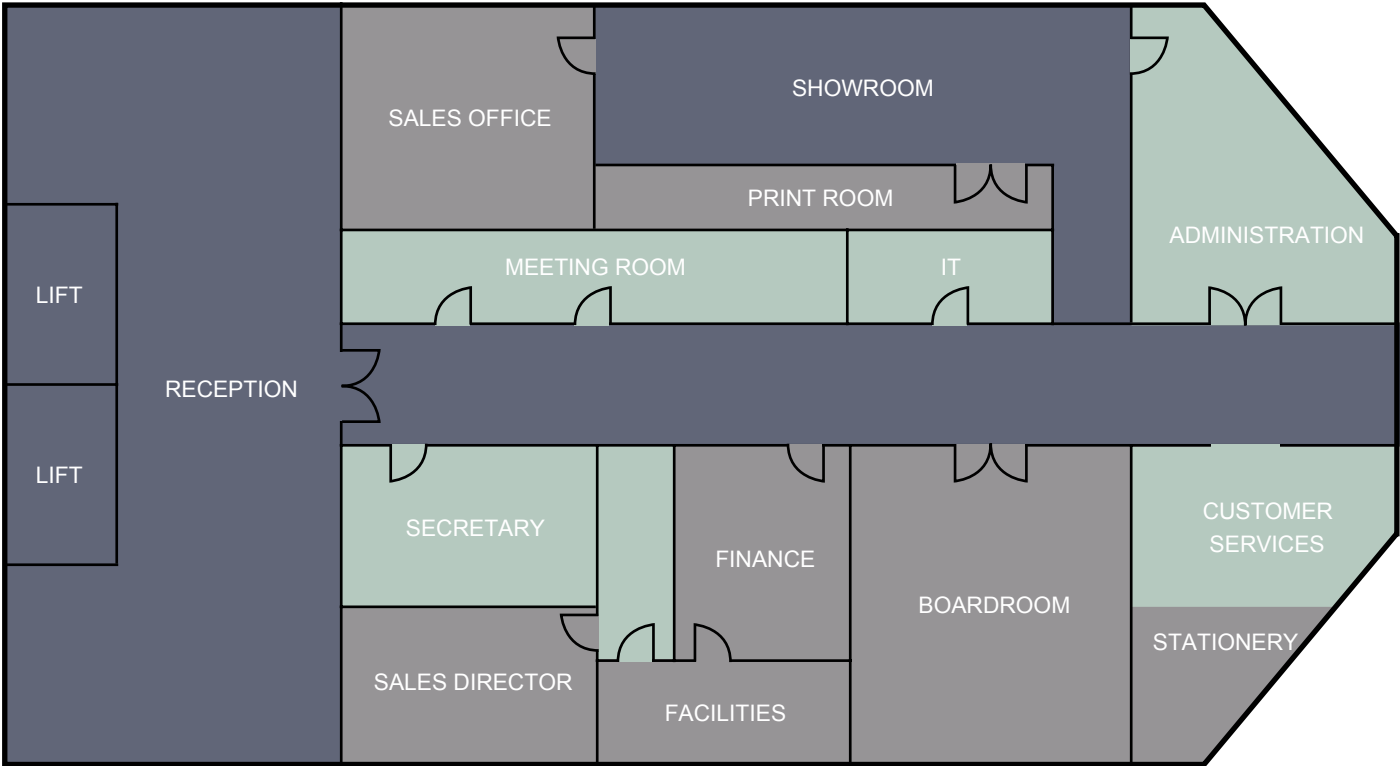 SHOWROOM
SALES OFFICE
PRINT ROOM
ADMINISTRATION
MEETING ROOM
IT
LIFT
RECEPTION
LIFT
SECRETARY
CUSTOMER
SERVICES
FINANCE
BOARDROOM
STATIONERY
SALES DIRECTOR
FACILITIES